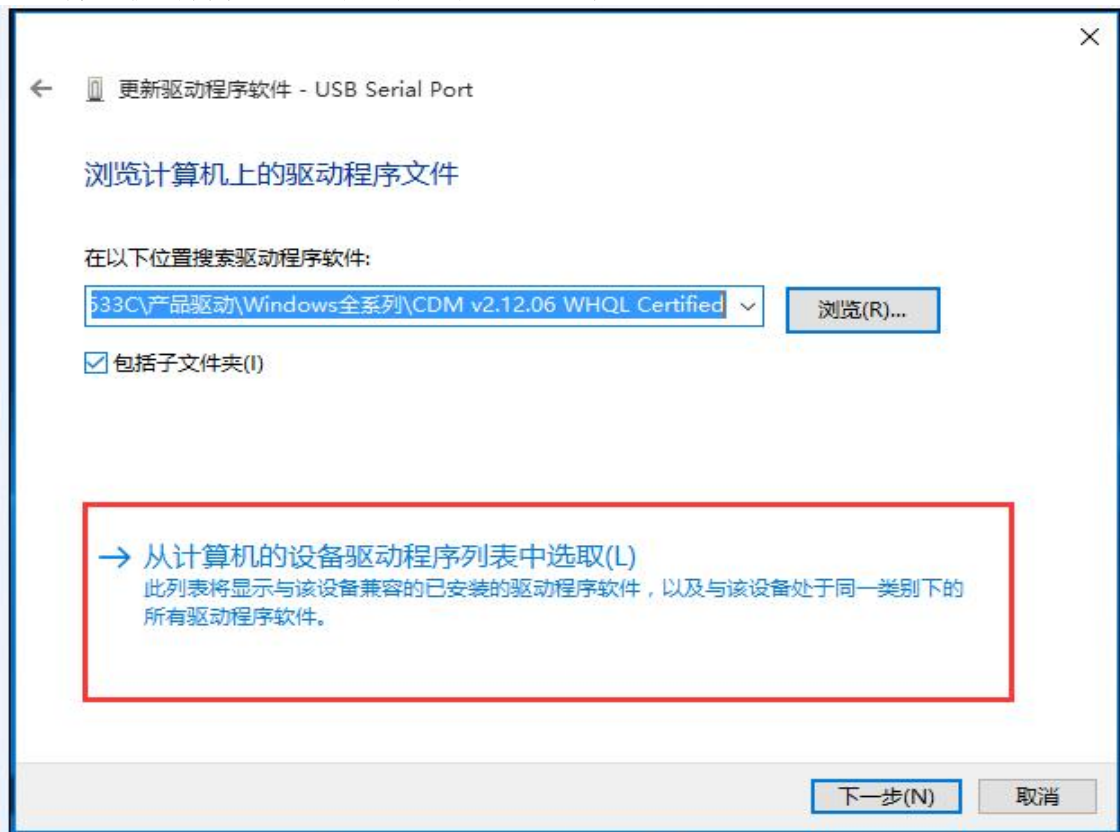 更新驱动程序软件 - USB Serial Port
浏览计算机上的驱动程序文件
在以下位置搜索驱动程序软件:
533C\产品驱动\Windows全系列\CDM v2.12.06 WHQL Certified
浏览(R)...
包括子文件夹(I)
从计算机的设备驱动程序列表中选取(L)
此列表将显示与该设备兼容的已安装的驱动程序软件，以及与该设备处于同一类别下的
所有驱动程序软件。
下一步(N)
取消